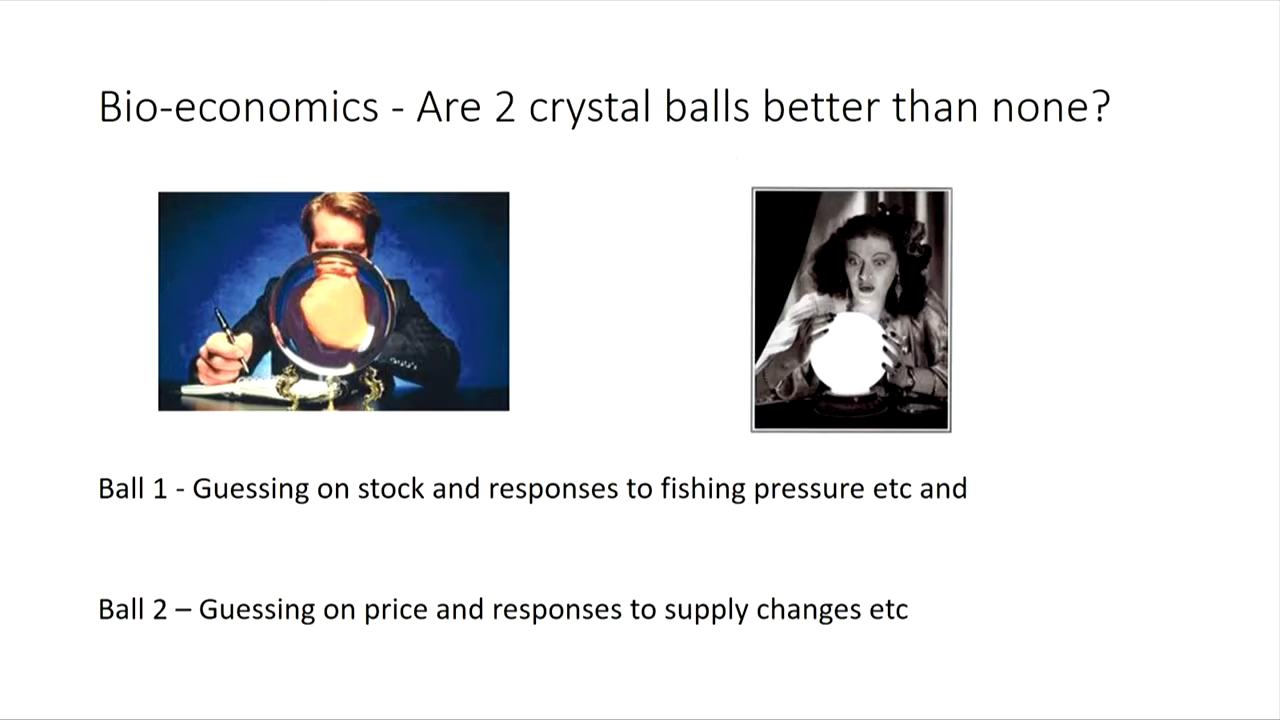 Bio-economics - Are 2 crystal balls better than none?
Ball 1 - Guessing on stock and responses to fishing pressure etc and
Ball 2 – Guessing on price and responses to supply changes etc